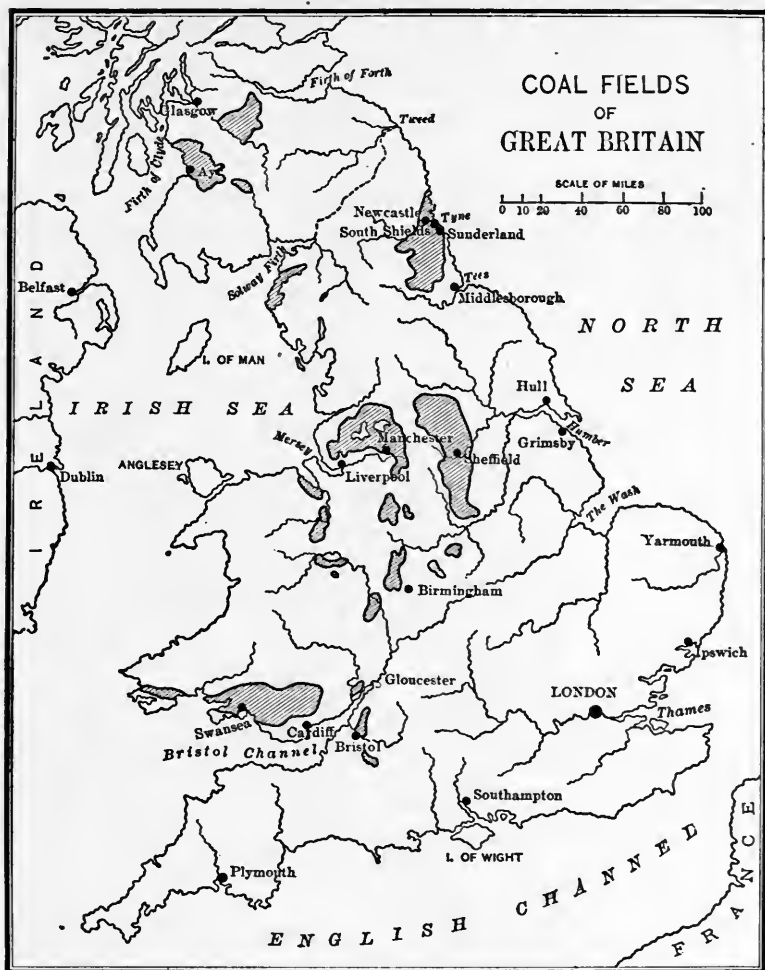 COAL FIELDS
OF
GREAT BRITAIN
SCALE OF MILES
0 10 20 40 60 80 100
Firth of Forth
Glasgow
Tweed
Firth of Clyde
Ayr
Newcastle
Tyne
South Shields
Sunderland
Solway Firth
Tees
Middlesborough
Belfast
IRELAND
I. OF MAN
NORTH
SEA
IRISH SEA
Hull
Humber
Grimsby
Mersey
Manchester
Sheffield
Liverpool
ANGLESEY
Dublin
The Wash
Yarmouth
Birmingham
Ipswich
Gloucester
LONDON
Thames
Swansea
Cardiff
Bristol
Bristol Channel
Southampton
I. OF WIGHT
Plymouth
ENGLISH CHANNEL
FRANCE